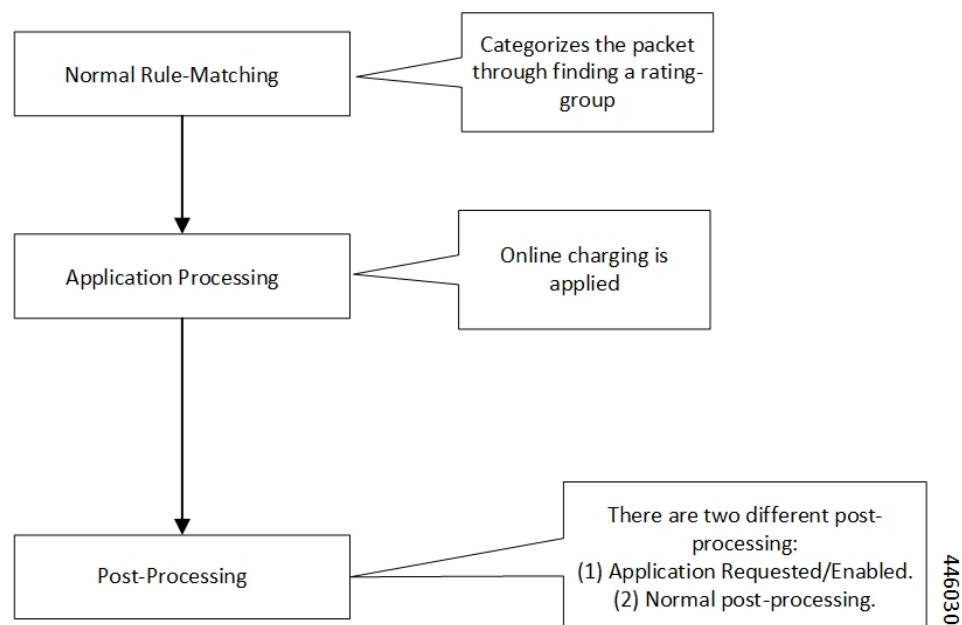 Normal Rule-Matching
Categorizes the packet
through finding a rating-
group
Application Processing
Online charging is
applied
Post-Processing
There are two different post-
processing:
(1) Application Requested/Enabled.
(2) Normal post-processing.
446030